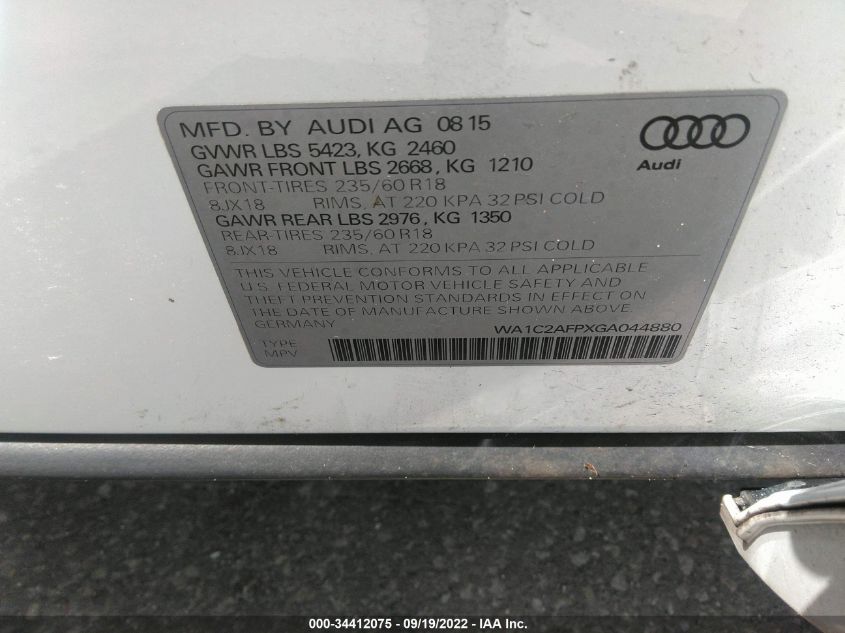 MFD. BY AUDI AG 08 15
GVWR LBS 5423, KG 2460
GAWR FRONT LBS 2668, KG 1210
FRONT-TIRES 235/60 R18
8JX18 RIMS, AT 220 KPA 32 PSI COLD
GAWR REAR LBS 2976, KG 1350
REAR-TIRES 235/60 R18
8JX18 RIMS, AT 220 KPA 32 PSI COLD
Audi
THIS VEHICLE CONFORMS TO ALL APPLICABLE
U.S. FEDERAL MOTOR VEHICLE SAFETY AND
THEFT PREVENTION STANDARDS IN EFFECT ON
THE DATE OF MANUFACTURE SHOWN ABOVE.
GERMANY WA1C2AFPXGA044880
TYPE
MPV
000-34412075 - 09/19/2022 - IAA Inc.